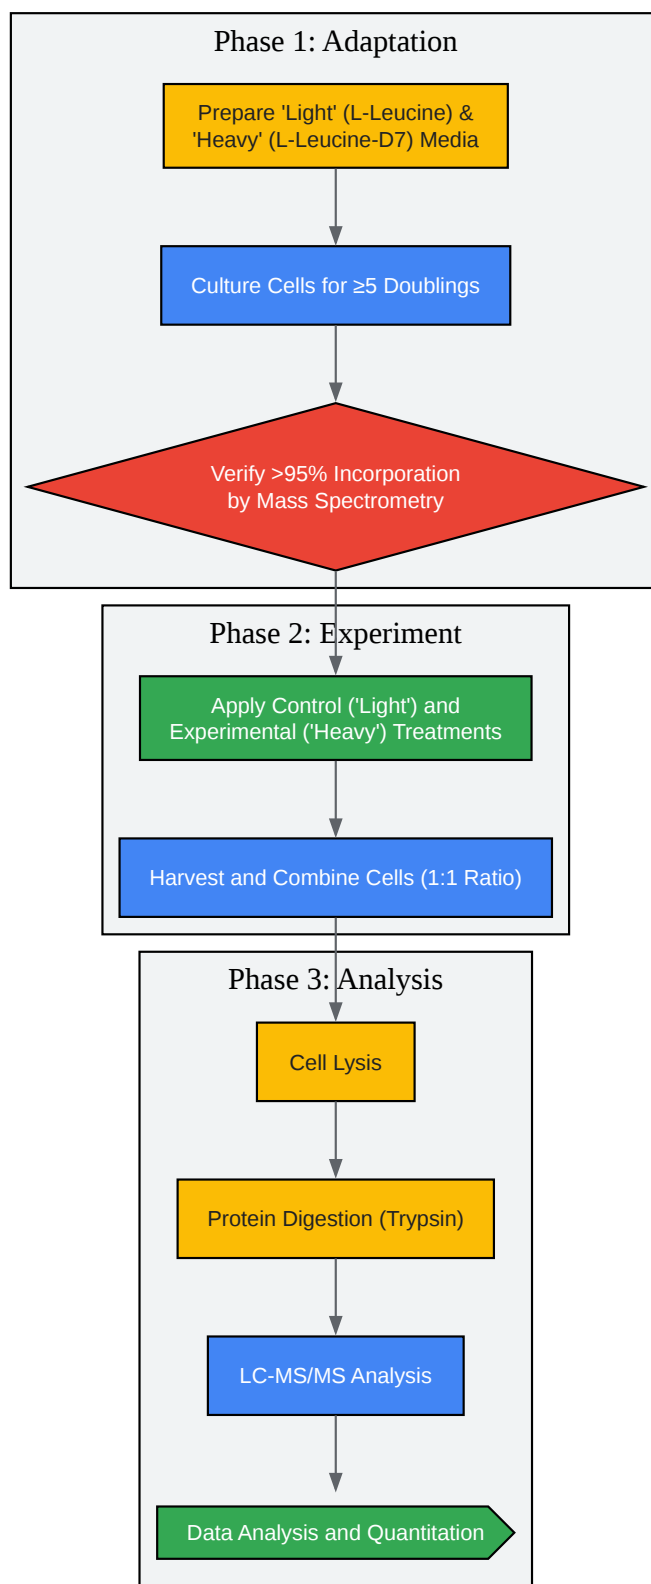 Phase 1: Adaptation
Prepare 'Light' (L-Leucine) &
'Heavy' (L-Leucine-D7) Media
Culture Cells for ≥5 Doublings
Verify >95% Incorporation
by Mass Spectrometry
Phase 2: Experiment
Apply Control ('Light') and
Experimental ('Heavy') Treatments
Harvest and Combine Cells (1:1 Ratio)
Phase 3: Analysis
Cell Lysis
Protein Digestion (Trypsin)
LC-MS/MS Analysis
Data Analysis and Quantitation